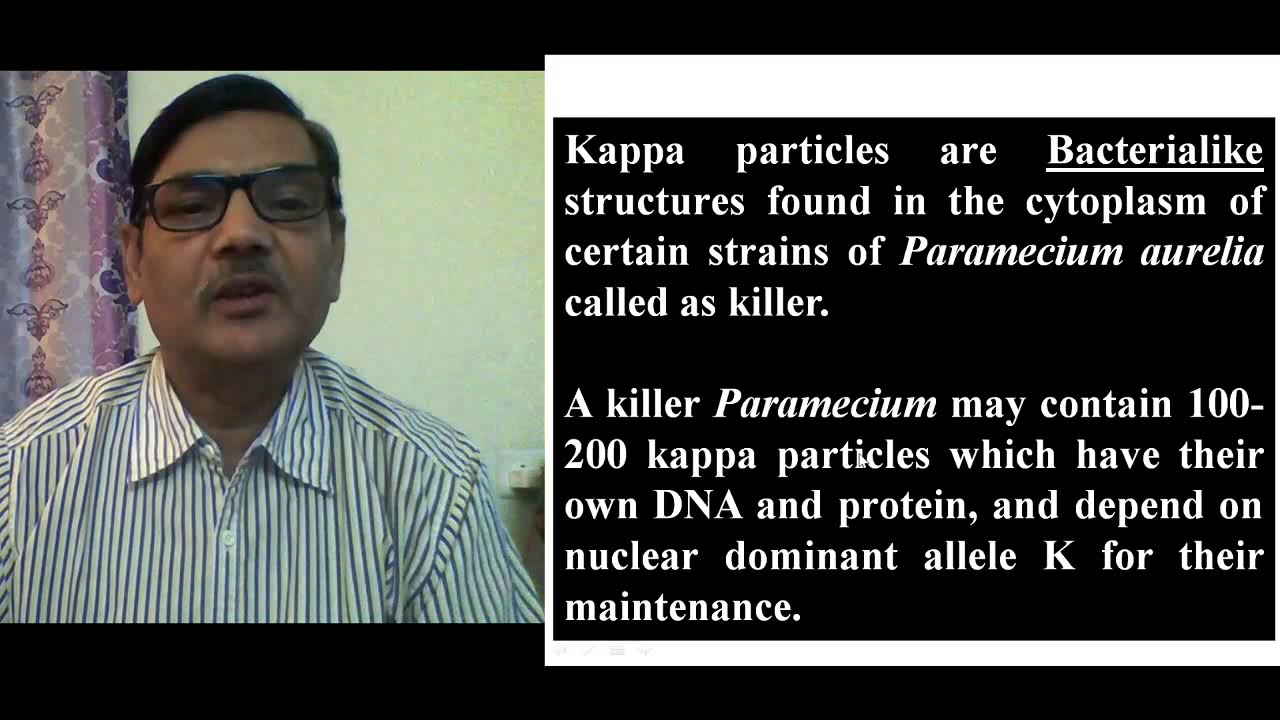 Kappa particles are Bacterialike
structures found in the cytoplasm of
certain strains of Paramecium aurelia
called as killer.
A killer Paramecium may contain 100-
200 kappa particles which have their
own DNA and protein, and depend on
nuclear dominant allele K for their
maintenance.